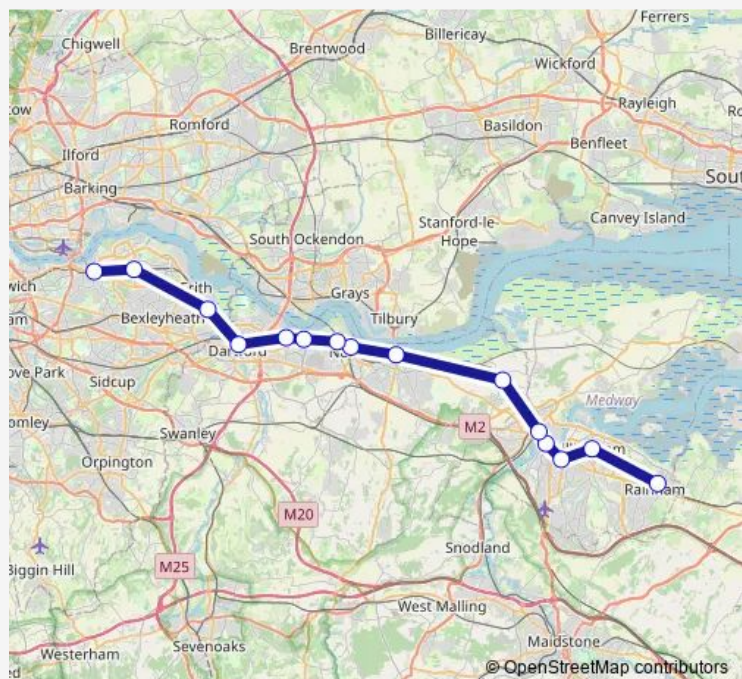 Ferrers
Chigwell
Brentwood
Billericay
Wickford
Rayleigh
Romford
Basildon
Ilford
Benfleet
Barking
Sout
Canvey Island
Stanford-le-
Hope
South Ockendon
Grays
Tilbury
Bexleyheath
Sidcup
Medway
M2
Swanley
Orpington
Rainham
M20
Snodland
M25
Biggin Hill
West Malling
Maidstone
Sevenoaks
Westerham
© OpenStreetMap contributors